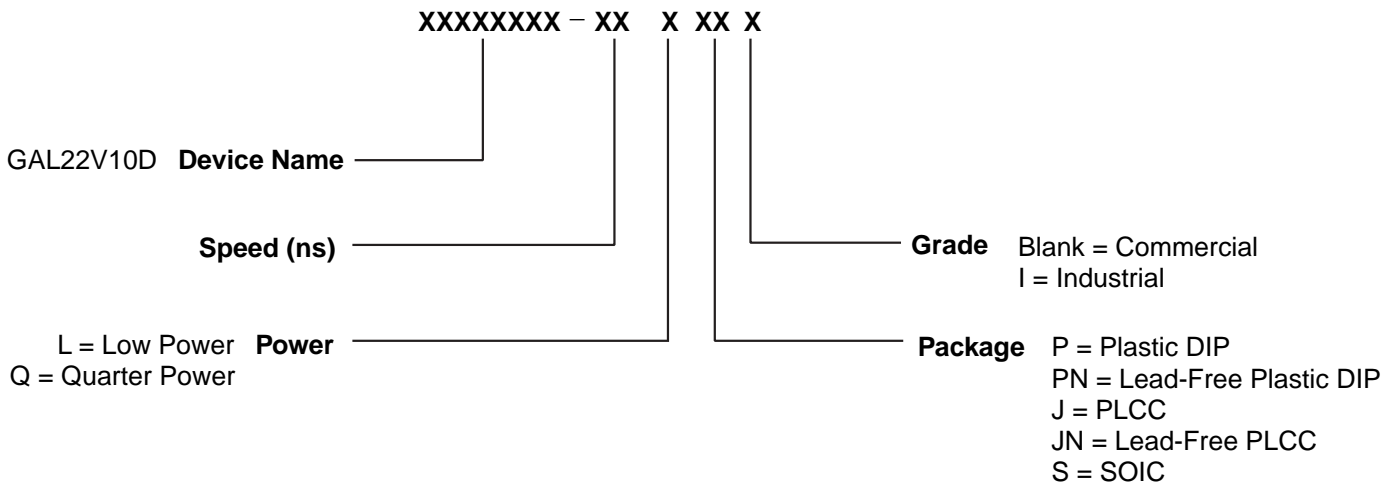 XXXXXXXX – XX X XX X
GAL22V10D Device Name
Speed (ns)
Grade Blank = Commercial
I = Industrial
L = Low Power Power
Q = Quarter Power
Package P = Plastic DIP
PN = Lead-Free Plastic DIP
J = PLCC
JN = Lead-Free PLCC
S = SOIC